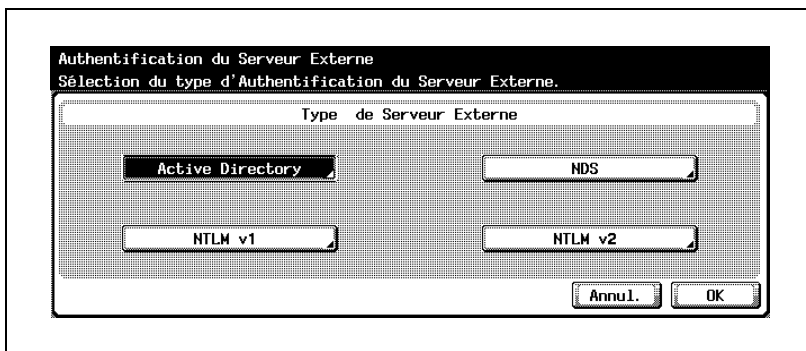 Authentification du Serveur Externe
Sélection du type d'Authentification du Serveur Externe.
Type de Serveur Externe
Active Directory
NDS
NTLM v1
NTLM v2
Annul.
OK